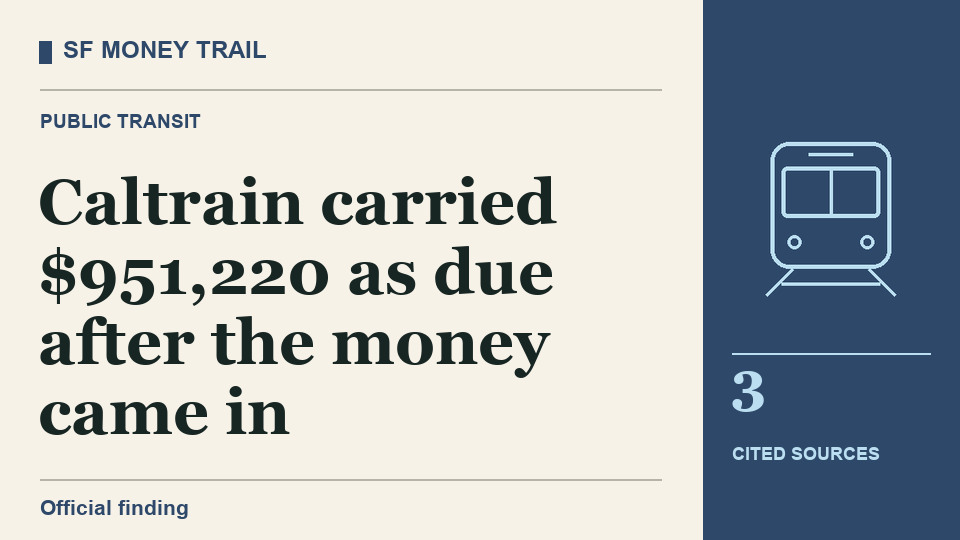 SF MONEY TRAIL
PUBLIC TRANSIT
Caltrain carried
$951,220 as due
after the money
came in
Official finding
3
CITED SOURCES